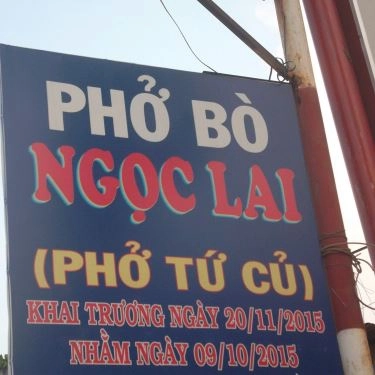 PHỞ BÒ
NGỌC LAI
(PHỞ TỨ CỦ)
KHAI TRƯƠNG NGÀY 20/11/2015
NHẰM NGÀY 09/10/2015